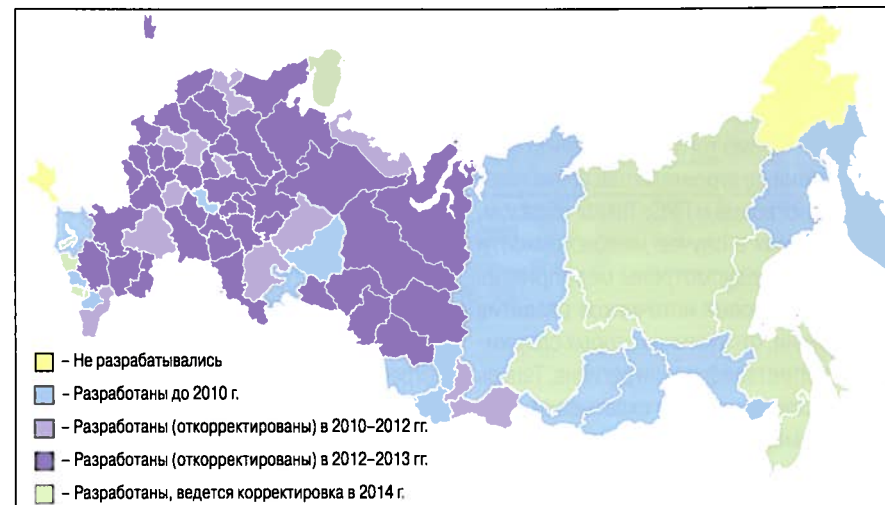 – Не разрабатывались
– Разработаны до 2010 г.
– Разработаны (откорректированы) в 2010–2012 гг.
– Разработаны (откорректированы) в 2012–2013 гг.
– Разработаны, ведется корректировка в 2014 г.